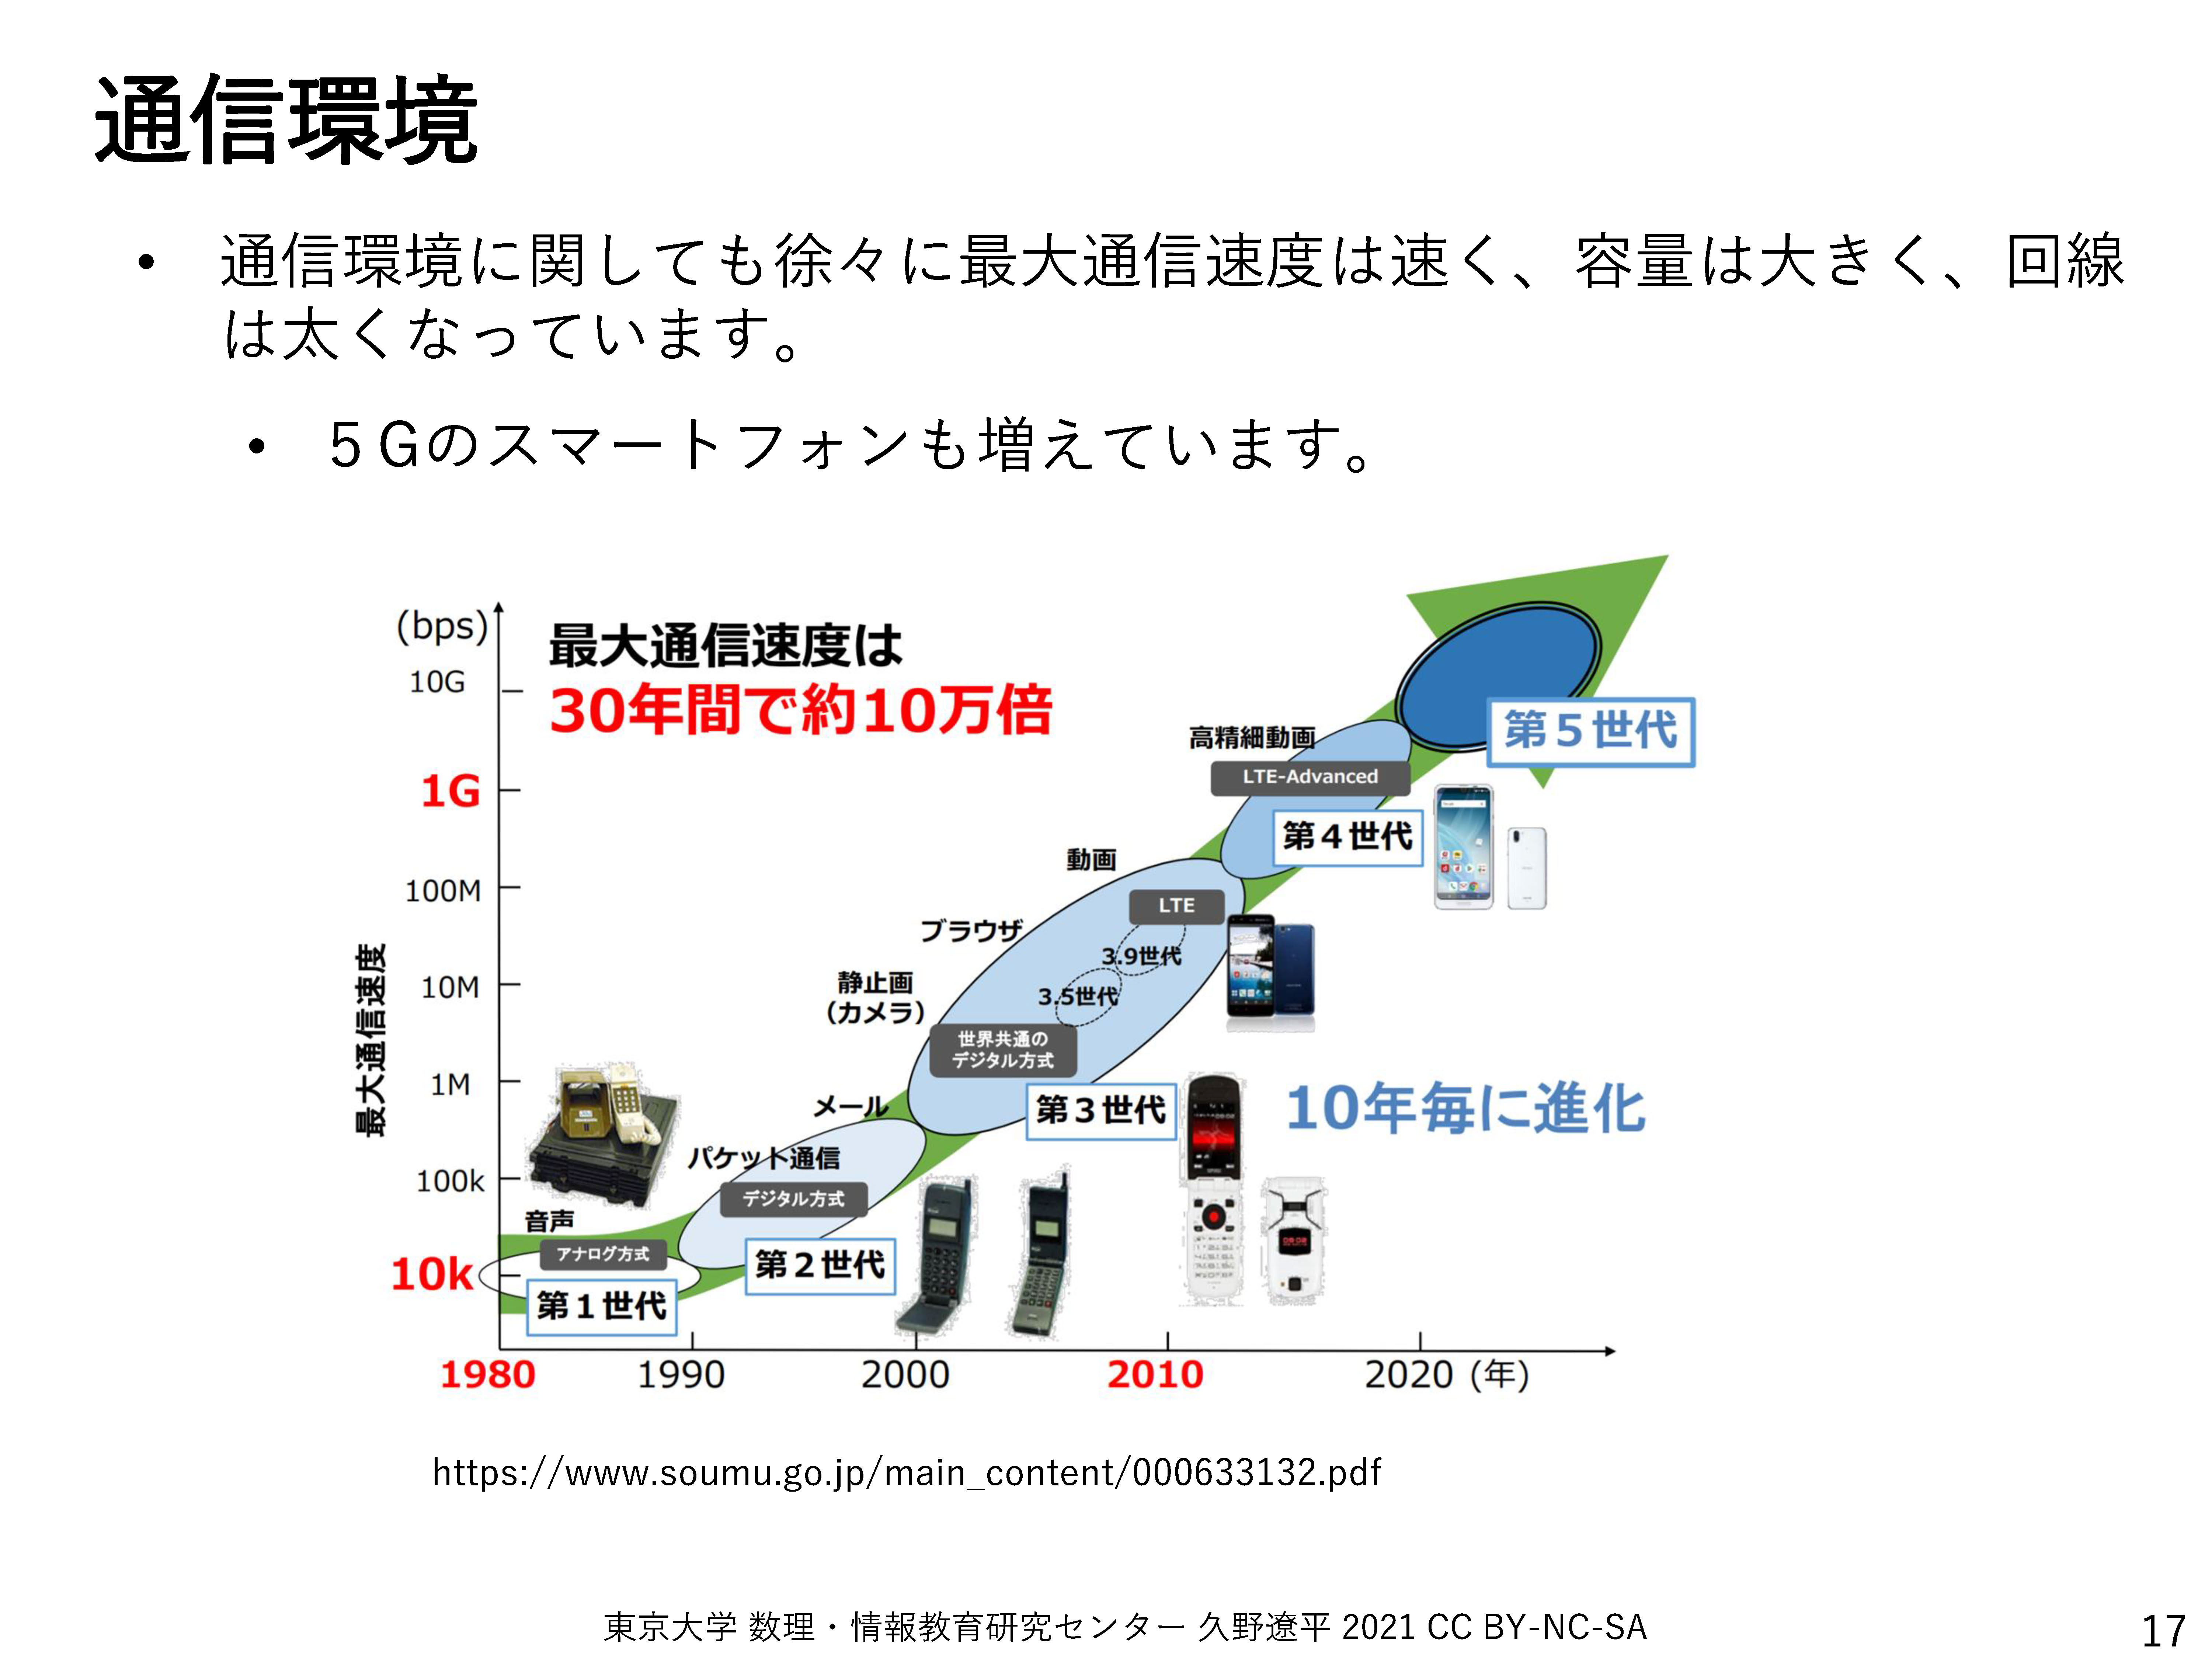 通信環境
• 通信環境に関しても徐々に最大通信速度は速く、容量は大きく、回線
は太くなっています。
• ５Gのスマートフォンも増えています。
(bps)
最大通信速度は
30年間で約10万倍
10G
1G
100M
10M
1M
100k
10k
最大通信速度
第５世代
高精細動画
LTE-Advanced
第４世代
動画
LTE
ブラウザ
3.9世代
静止画
（カメラ）
3.5世代
世界共通の
デジタル方式
メール
第３世代
10年毎に進化
パケット通信
デジタル方式
音声
アナログ方式
第２世代
第１世代
1980 1990 2000 2010 2020 (年)
https://www.soumu.go.jp/main_content/000633132.pdf
東京大学 数理・情報教育研究センター 久野遼平 2021 CC BY-NC-SA
17